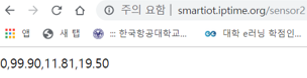 주의 요함 | smartiot.iptime.org/sensor2
앱 새 탭 ::: 한국항공대학교... 대학 e러닝 학점인...
0,99.90,11.81,19.50